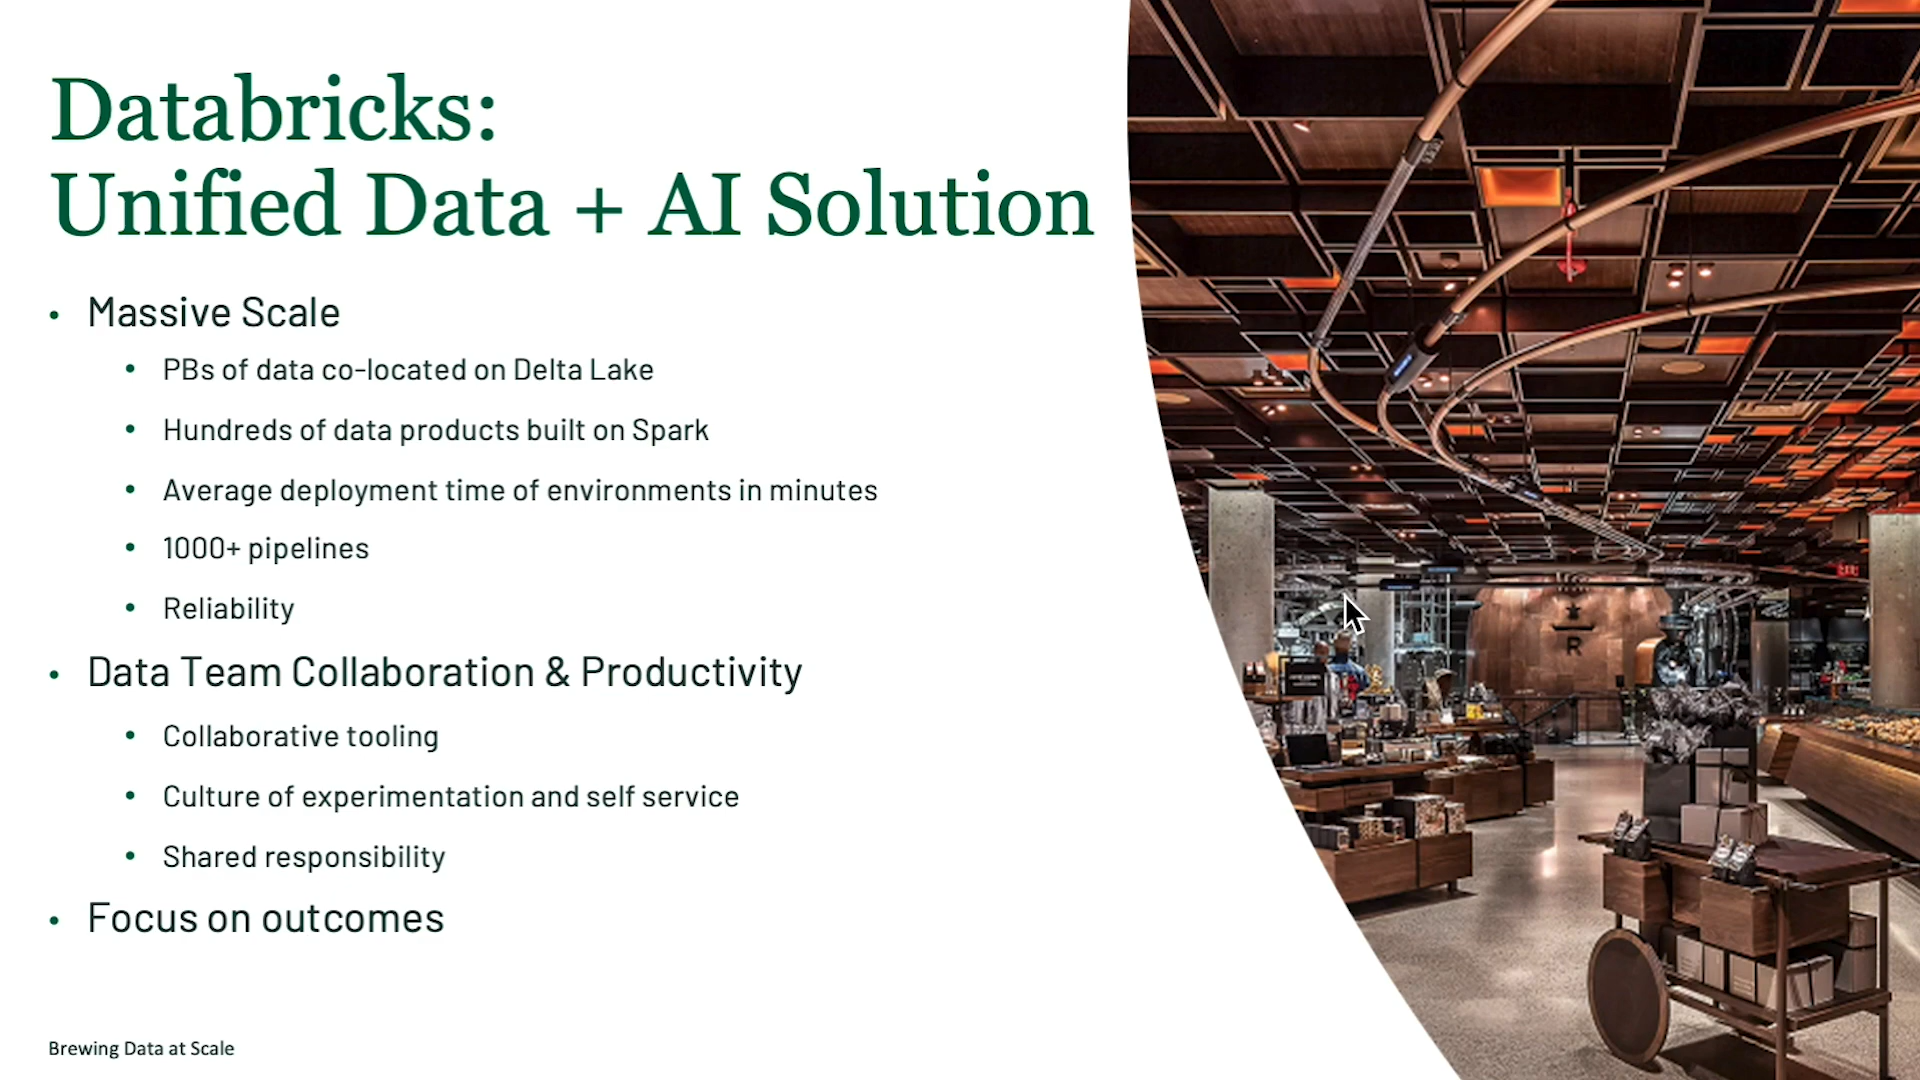 Databricks:
Unified Data + AI Solution
• Massive Scale
• PBs of data co-located on Delta Lake
• Hundreds of data products built on Spark
• Average deployment time of environments in minutes
• 1000+ pipelines
• Reliability
• Data Team Collaboration & Productivity
• Collaborative tooling
• Culture of experimentation and self service
• Shared responsibility
• Focus on outcomes
Brewing Data at Scale
R